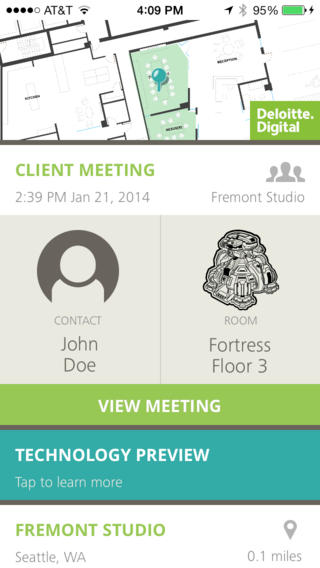 AT&T 4:09 PM 95%
KITCHEN
RECEPTION
Deloitte.
Digital
CLIENT MEETING
2:39 PM Jan 21, 2014 Fremont Studio
CONTACT ROOM
John
Doe
Fortress
Floor 3
VIEW MEETING
TECHNOLOGY PREVIEW
Tap to learn more
FREMONT STUDIO
Seattle, WA 0.1 miles